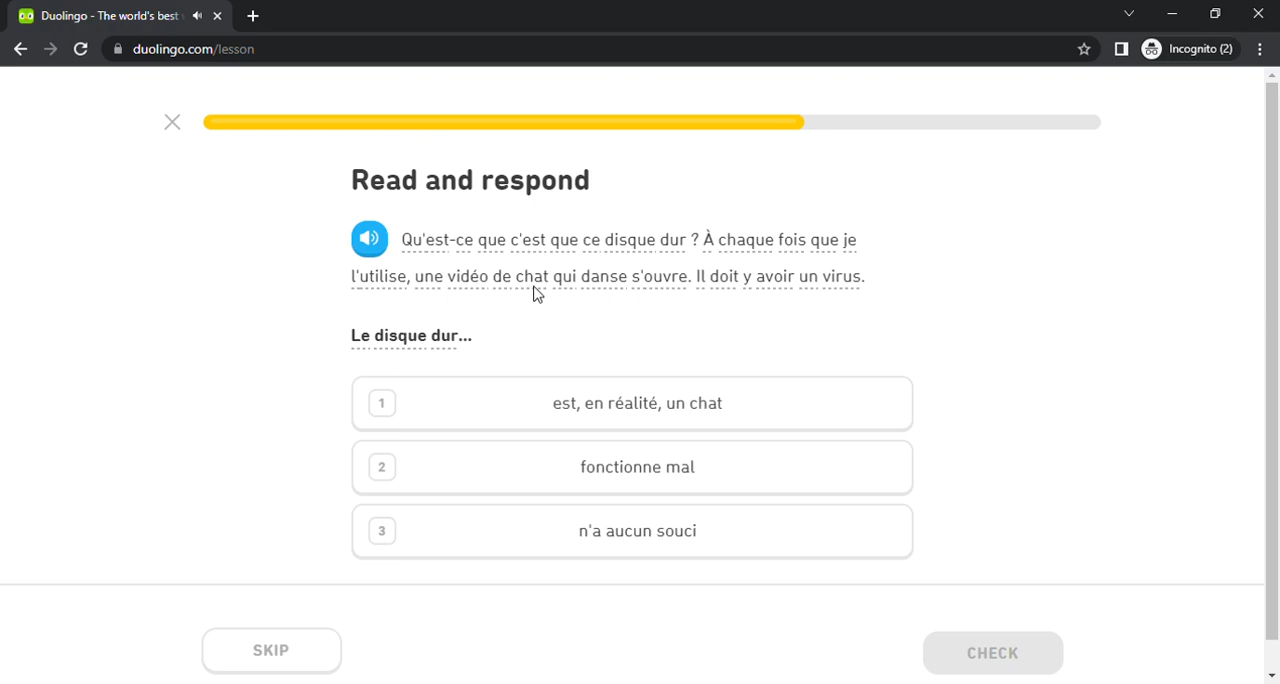 Duolingo - The world's best
duolingo.com/lesson
Incognito (2)
Read and respond
Qu'est-ce que c'est que ce disque dur ? À chaque fois que je
l'utilise, une vidéo de chat qui danse s'ouvre. Il doit y avoir un virus.
Le disque dur...
1 est, en réalité, un chat
2 fonctionne mal
3 n'a aucun souci
SKIP
CHECK